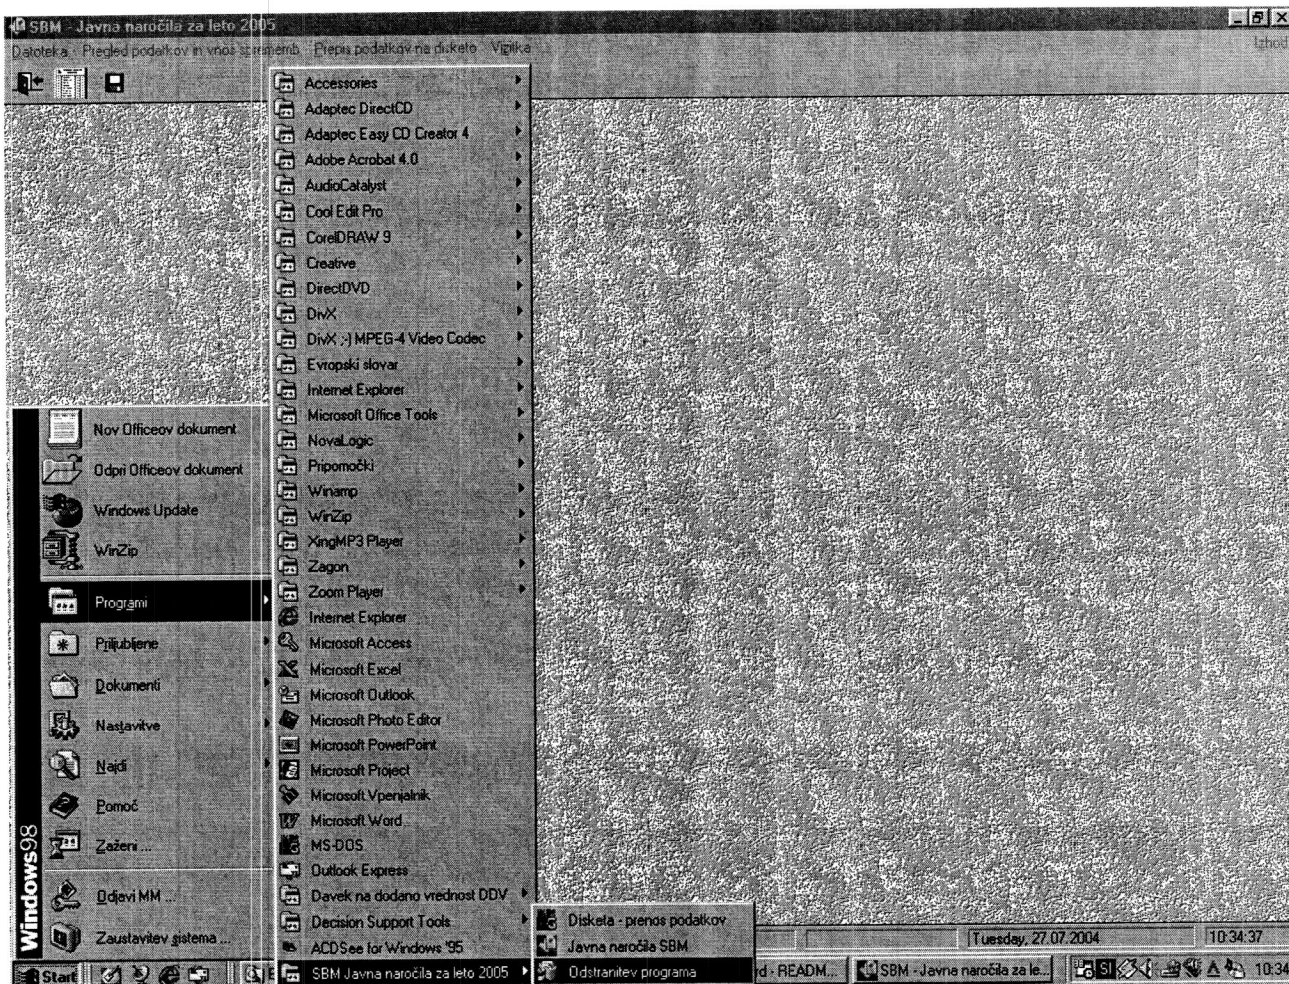 SBM - Javna naročila za leto 2005
Datoteka Pregled podatkov in vnos sprememb Prepis podatkov na disketo Vizitka Izhod
Accessories
Adaptec DirectCD
Adaptec Easy CD Creator 4
Adobe Acrobat 4.0
AudioCatalyst
Cool Edit Pro
CorelDRAW 9
Creative
DirectDVD
DivX
DivX ;-) MPEG-4 Video Codec
Evropski slovar
Internet Explorer
Microsoft Office Tools
NovaLogic
Pripomočki
Winamp
WinZip
XingMP3 Player
Zagon
Zoom Player
Internet Explorer
Microsoft Access
Microsoft Excel
Microsoft Outlook
Microsoft Photo Editor
Microsoft PowerPoint
Microsoft Project
Microsoft Vpenjalnik
Microsoft Word
MS-DOS
Outlook Express
Davek na dodano vrednost DDV
Decision Support Tools
ACDSee for Windows '95
SBM Javna naročila za leto 2005
Nov Officeov dokument
Odpri Officeov dokument
Windows Update
WinZip
Programi
Priljubljene
Dokumenti
Nastavitve
Najdi
Pomoč
Zaženi ...
Odjavi MM ...
Zaustavitev sistema ...
Windows98
Disketa - prenos podatkov
Javna naročila SBM
Odstranitev programa
Tuesday, 27.07.2004 10:34:37
Start
rd - READM...
SBM - Javna naročila za le...
SI
10:34